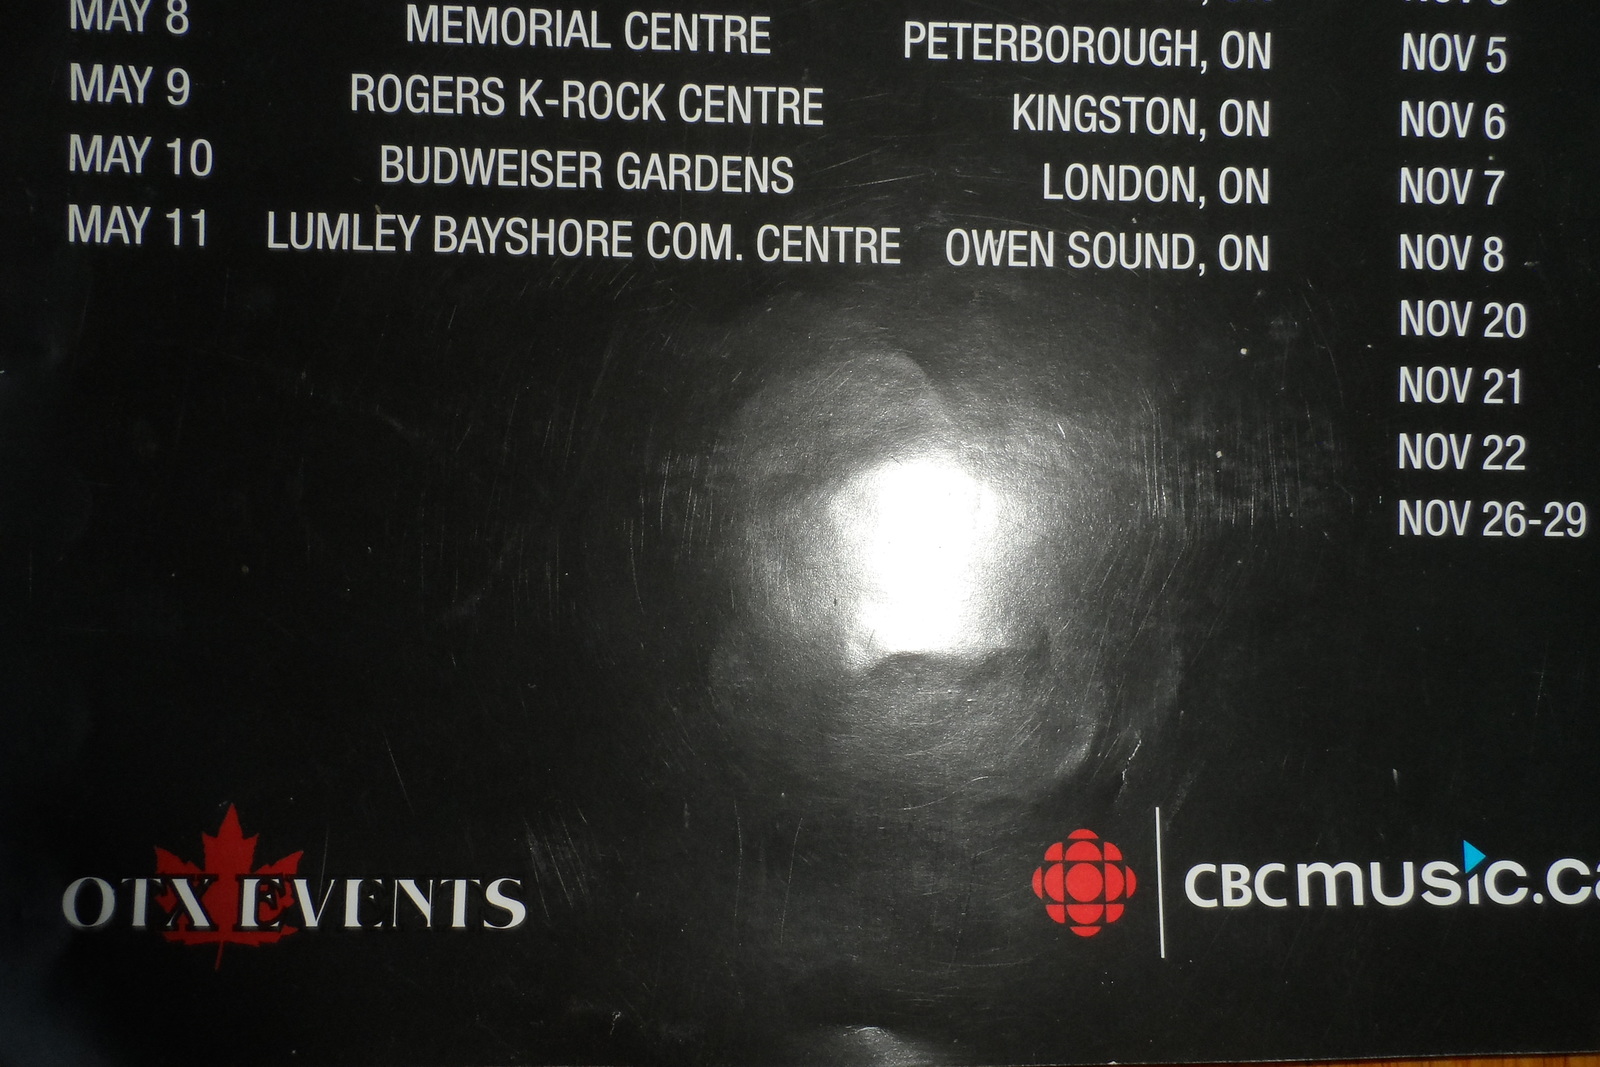 MAY 8 MEMORIAL CENTRE PETERBOROUGH, ON
MAY 9 ROGERS K-ROCK CENTRE KINGSTON, ON
MAY 10 BUDWEISER GARDENS LONDON, ON
MAY 11 LUMLEY BAYSHORE COM. CENTRE OWEN SOUND, ON
NOV 5
NOV 6
NOV 7
NOV 8
NOV 20
NOV 21
NOV 22
NOV 26-29
OTX EVENTS
CBCmusic.ca